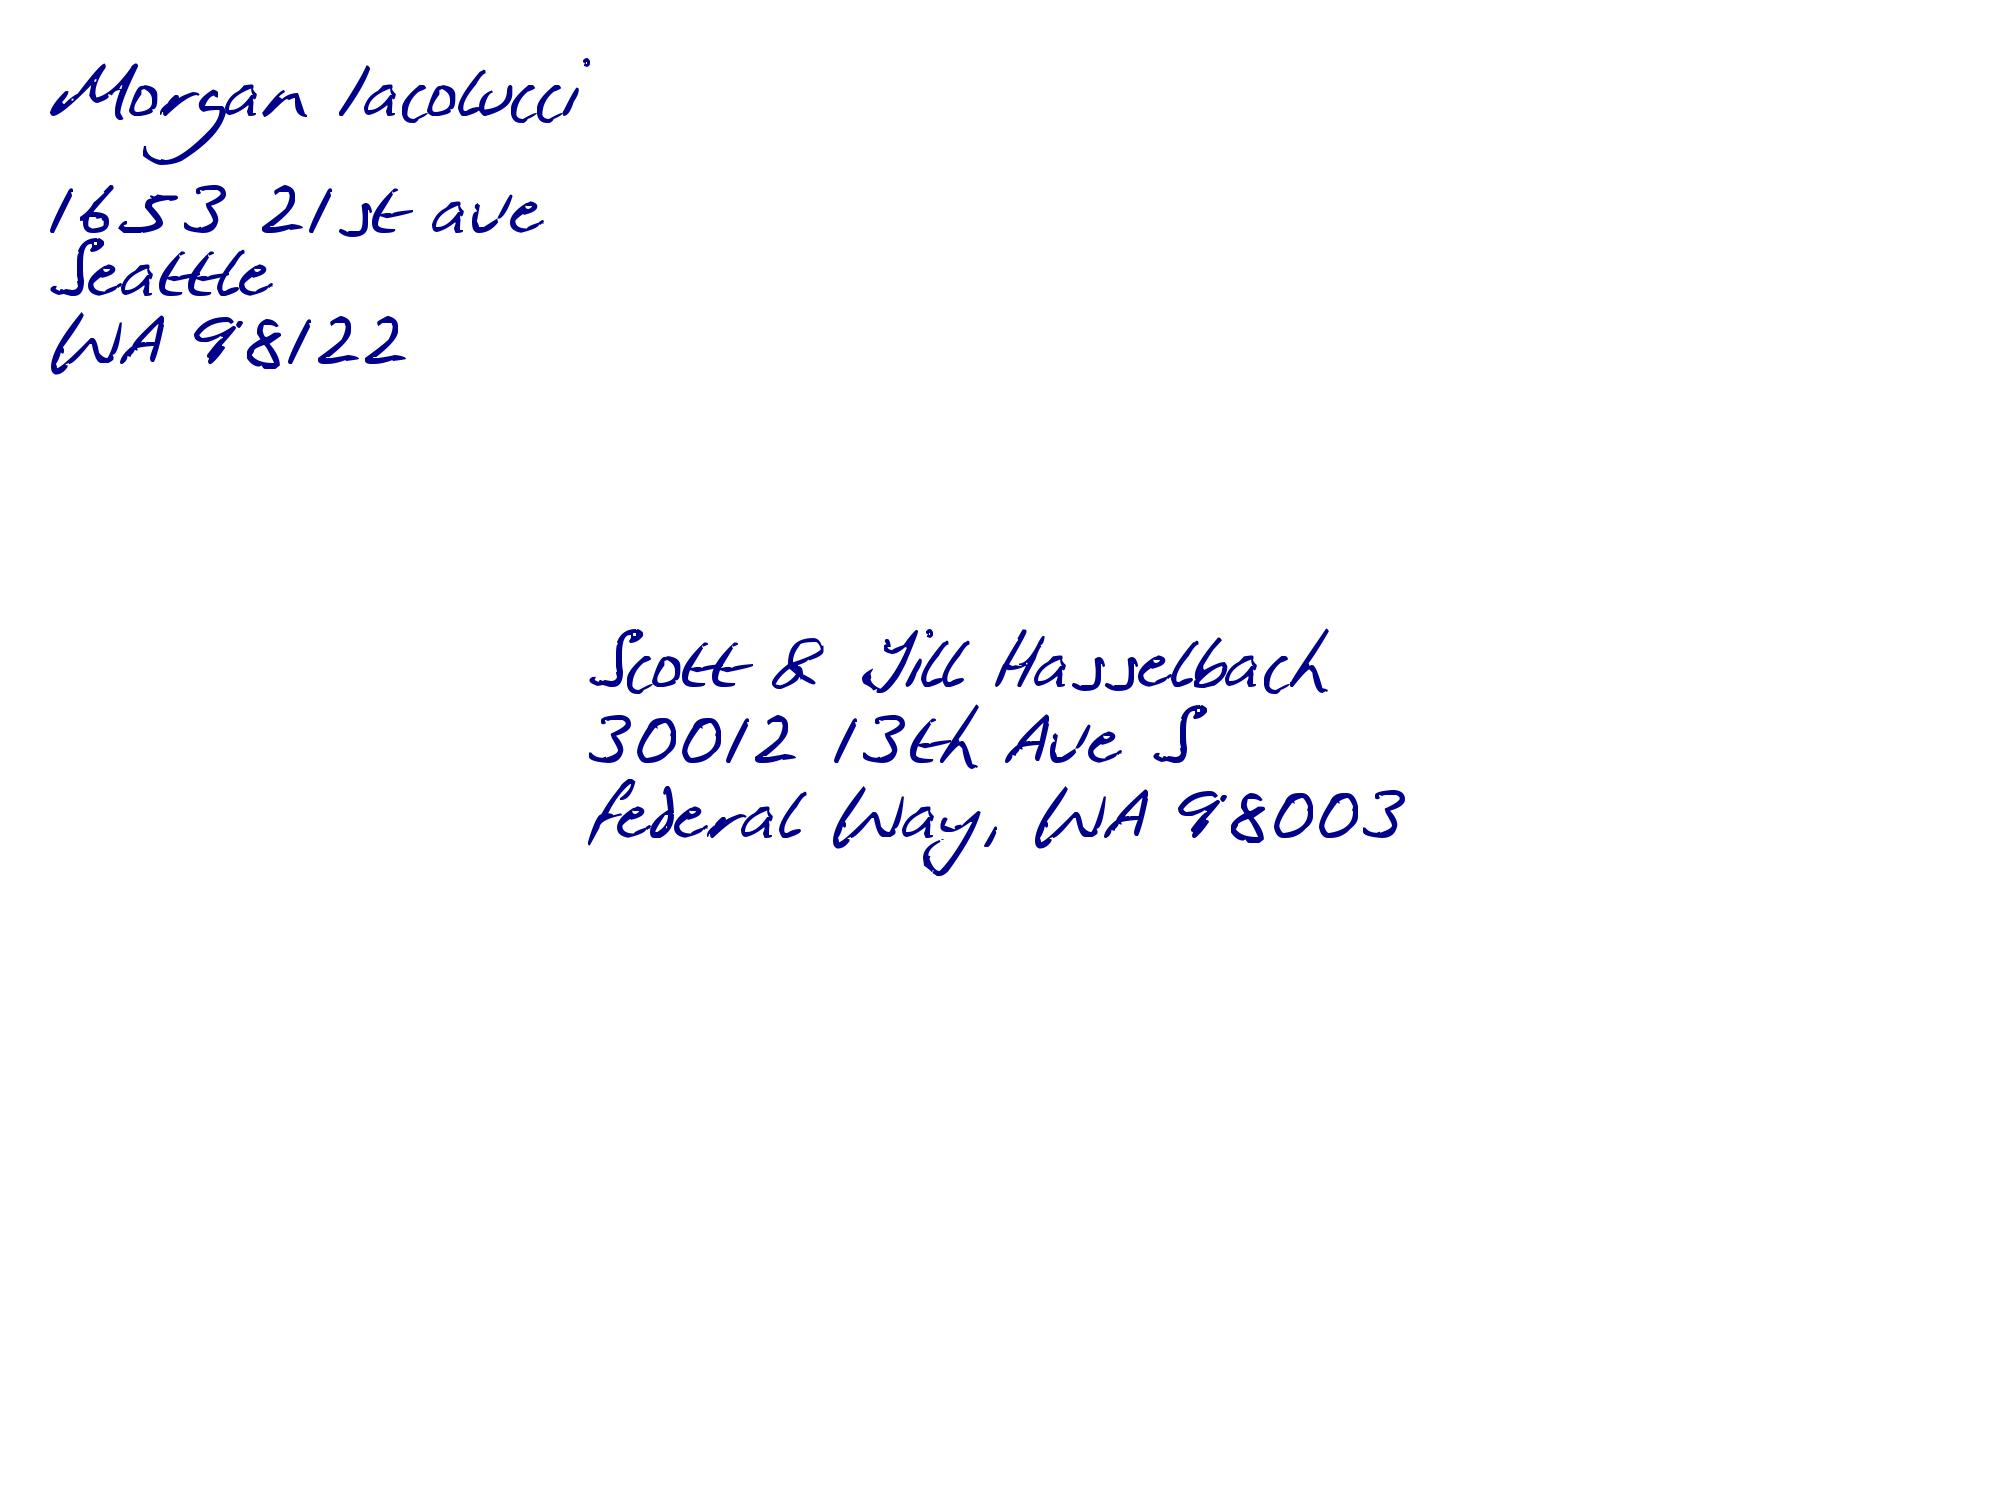 Morgan Iacolucci
1653 21st ave
Seattle
WA 98122
Scott & Jill Hasselbach
30012 13th Ave S
Federal Way, WA 98003